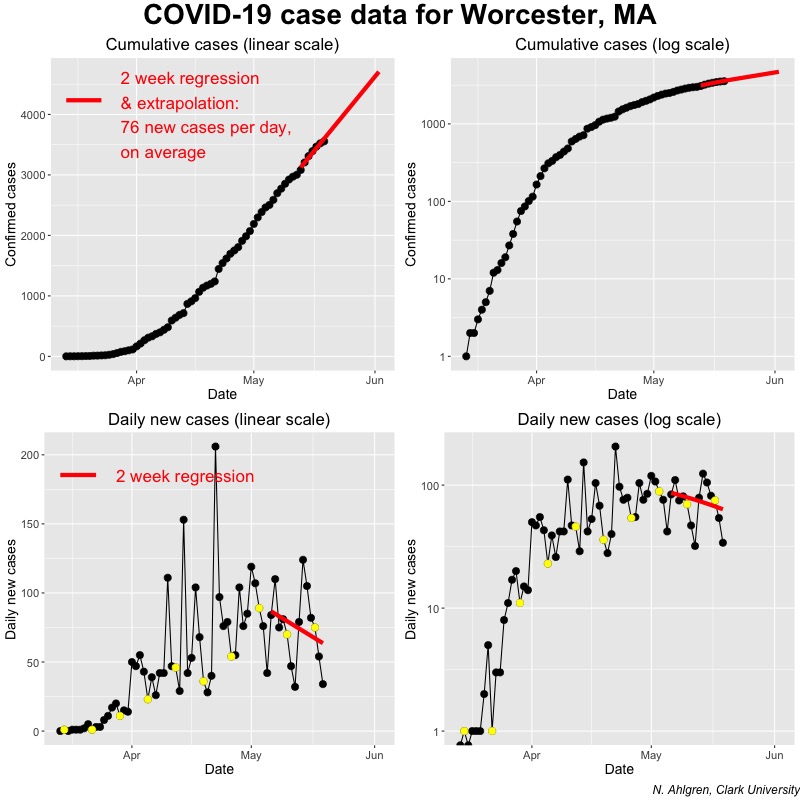 COVID-19 case data for Worcester, MA
Cumulative cases (linear scale)
Confirmed cases
4000
3000
2000
1000
0
2 week regression
& extrapolation:
76 new cases per day,
on average
Apr May Jun
Date
Cumulative cases (log scale)
Confirmed cases
1000
100
10
1
Apr May Jun
Date
Daily new cases (linear scale)
Daily new cases
200
150
100
50
0
2 week regression
Apr May Jun
Date
Daily new cases (log scale)
Daily new cases
100
10
1
Apr May Jun
Date
N. Ahlgren, Clark University